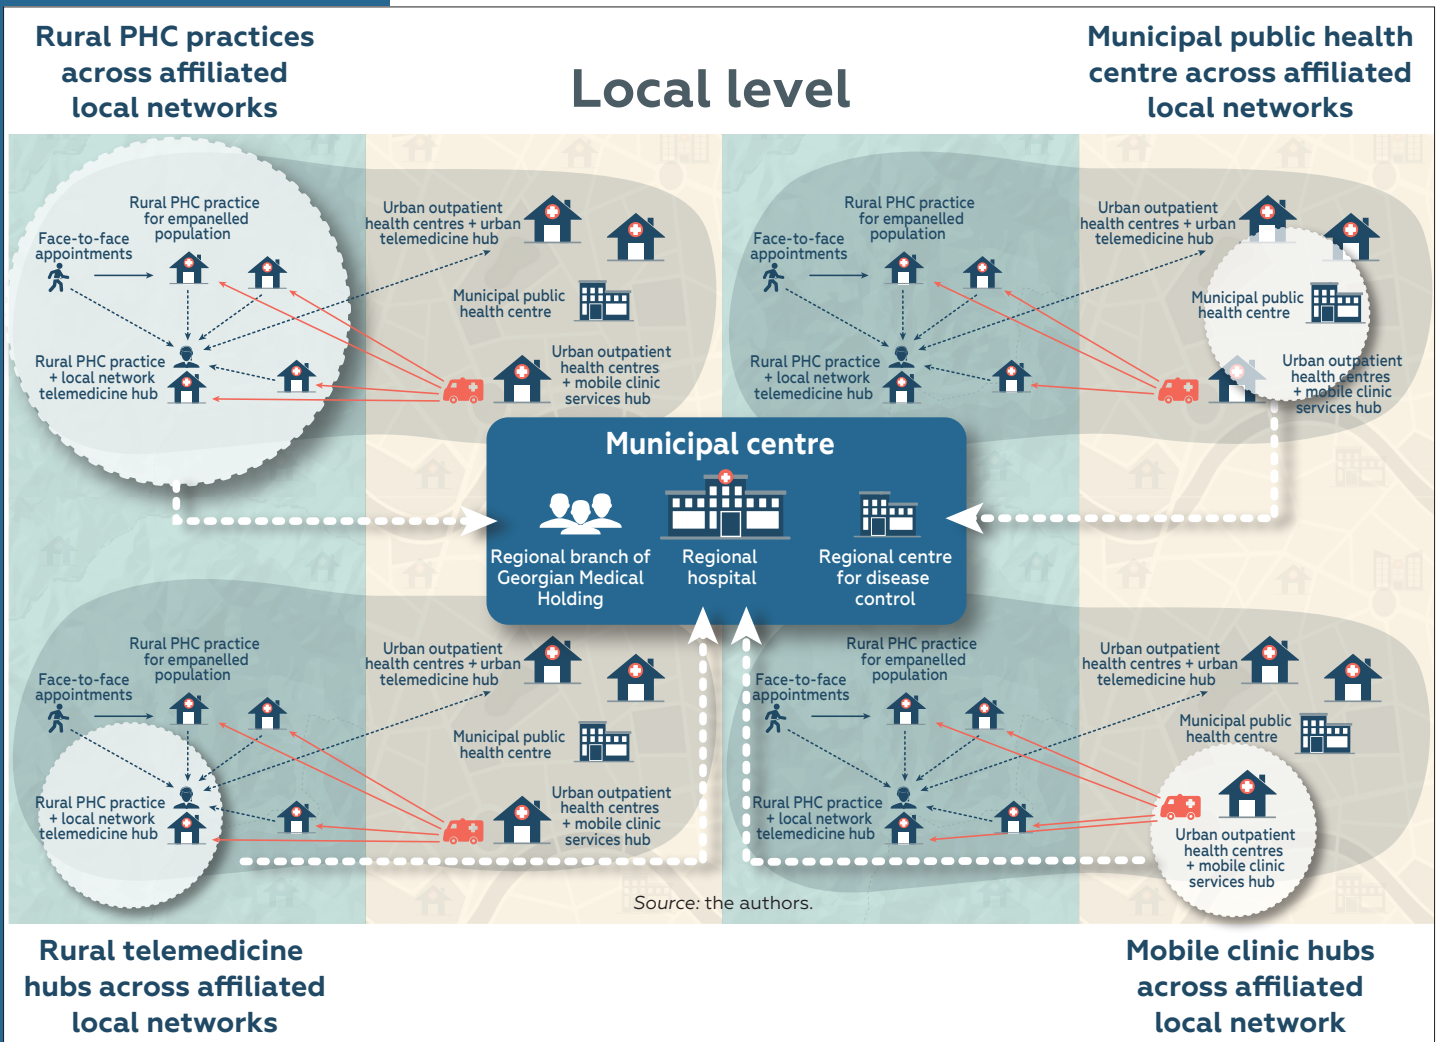 Rural PHC practices
across affiliated
local networks
Local level
Municipal public health
centre across affiliated
local networks
Rural PHC practice
for empanelled
population
Face-to-face
appointments
Urban outpatient
health centres + urban
telemedicine hub
Municipal public
health centre
Rural PHC practice
+ local network
telemedicine hub
Urban outpatient
health centres
+ mobile clinic
services hub
Rural PHC practice
for empanelled
population
Face-to-face
appointments
Urban outpatient
health centres + urban
telemedicine hub
Municipal public
health centre
Rural PHC practice
+ local network
telemedicine hub
Urban outpatient
health centres
+ mobile clinic
services hub
Municipal centre
Regional branch of
Georgian Medical
Holding
Regional
hospital
Regional centre
for disease
control
Rural PHC practice
for empanelled
population
Face-to-face
appointments
Urban outpatient
health centres + urban
telemedicine hub
Municipal public
health centre
Rural PHC practice
+ local network
telemedicine hub
Urban outpatient
health centres
+ mobile clinic
services hub
Rural PHC practice
for empanelled
population
Face-to-face
appointments
Urban outpatient
health centres + urban
telemedicine hub
Municipal public
health centre
Rural PHC practice
+ local network
telemedicine hub
Urban outpatient
health centres
+ mobile clinic
services hub
Source: the authors.
Rural telemedicine
hubs across affiliated
local networks
Mobile clinic hubs
across affiliated
local network